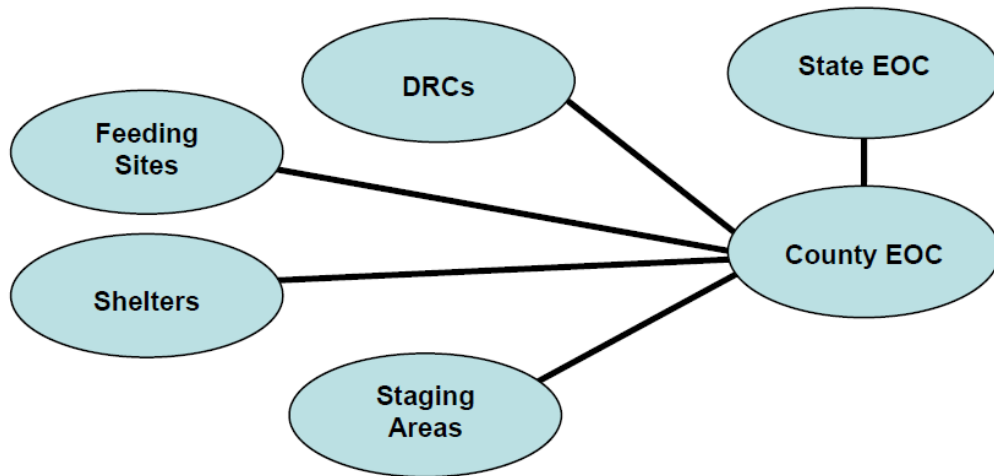 DRCs
State EOC
Feeding
Sites
County EOC
Shelters
Staging
Areas